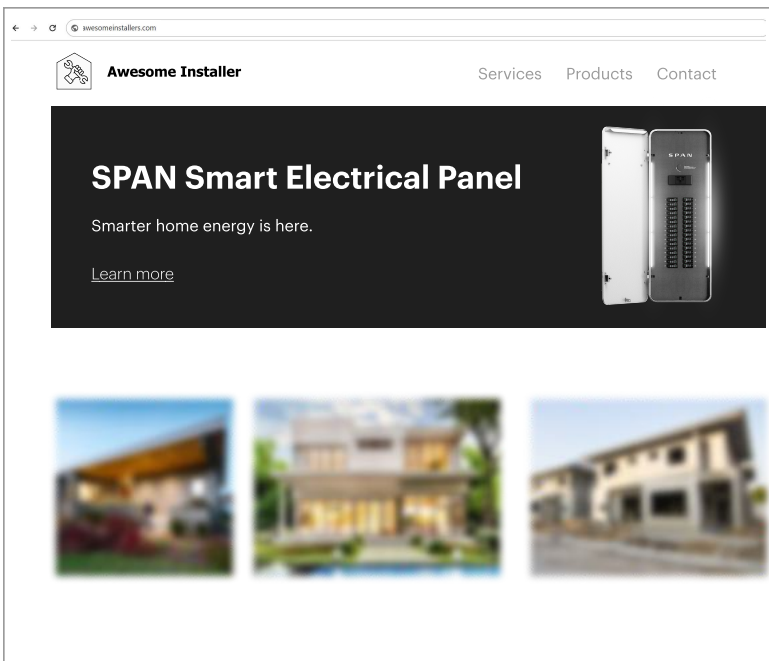 awesomeinstallers.com
Awesome Installer
Services Products Contact
SPAN Smart Electrical Panel
Smarter home energy is here.
Learn more
SPAN